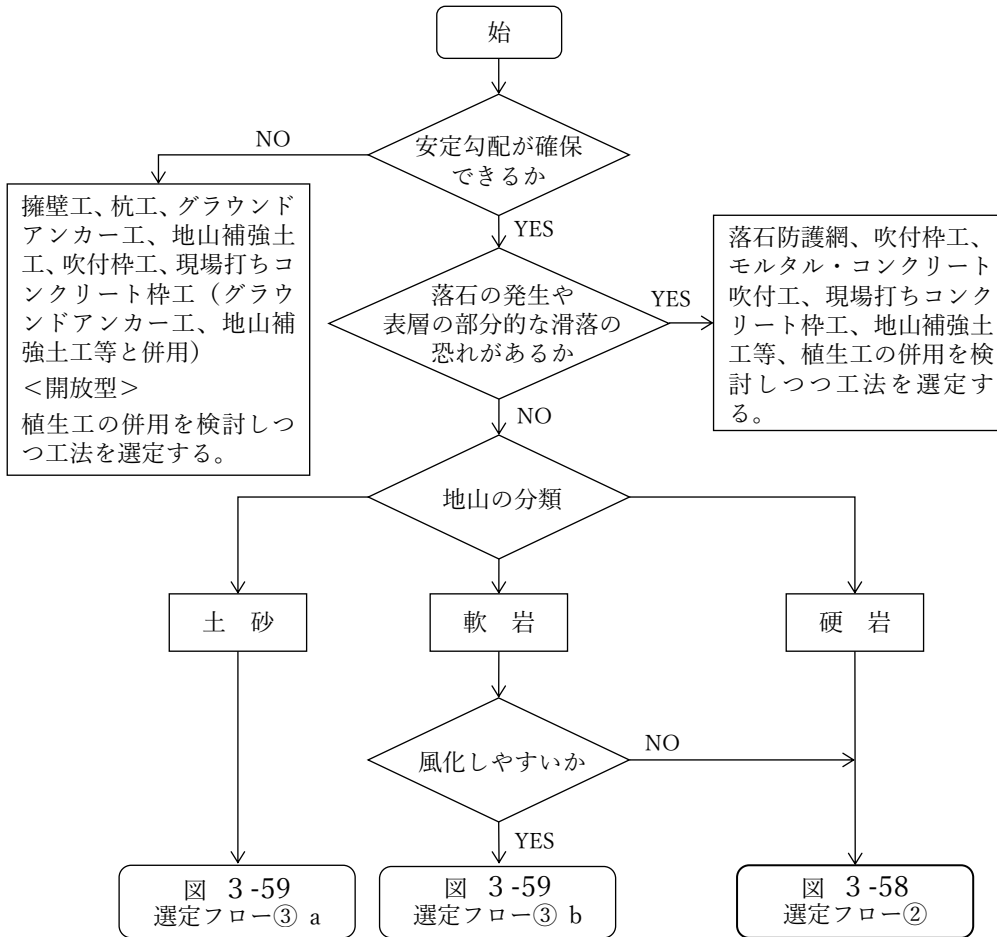 始
安定勾配が確保
できるか
NO
擁壁工、杭工、グラウンド
アンカー工、地山補強土
工、吹付枠工、現場打ちコ
ンクリート枠工（グラウ
ンドアンカー工、地山補
強土工等と併用）
＜開放型＞
植生工の併用を検討しつ
つ工法を選定する。
YES
落石の発生や
表層の部分的な滑落の
恐れがあるか
YES
落石防護網、吹付枠工、
モルタル・コンクリート
吹付工、現場打ちコンク
リート枠工、地山補強土
工等、植生工の併用を検
討しつつ工法を選定す
る。
NO
地山の分類
土　砂
軟　岩
硬　岩
風化しやすいか
NO
YES
図　3-59
選定フロー③ a
図　3-59
選定フロー③ b
図　3-58
選定フロー②